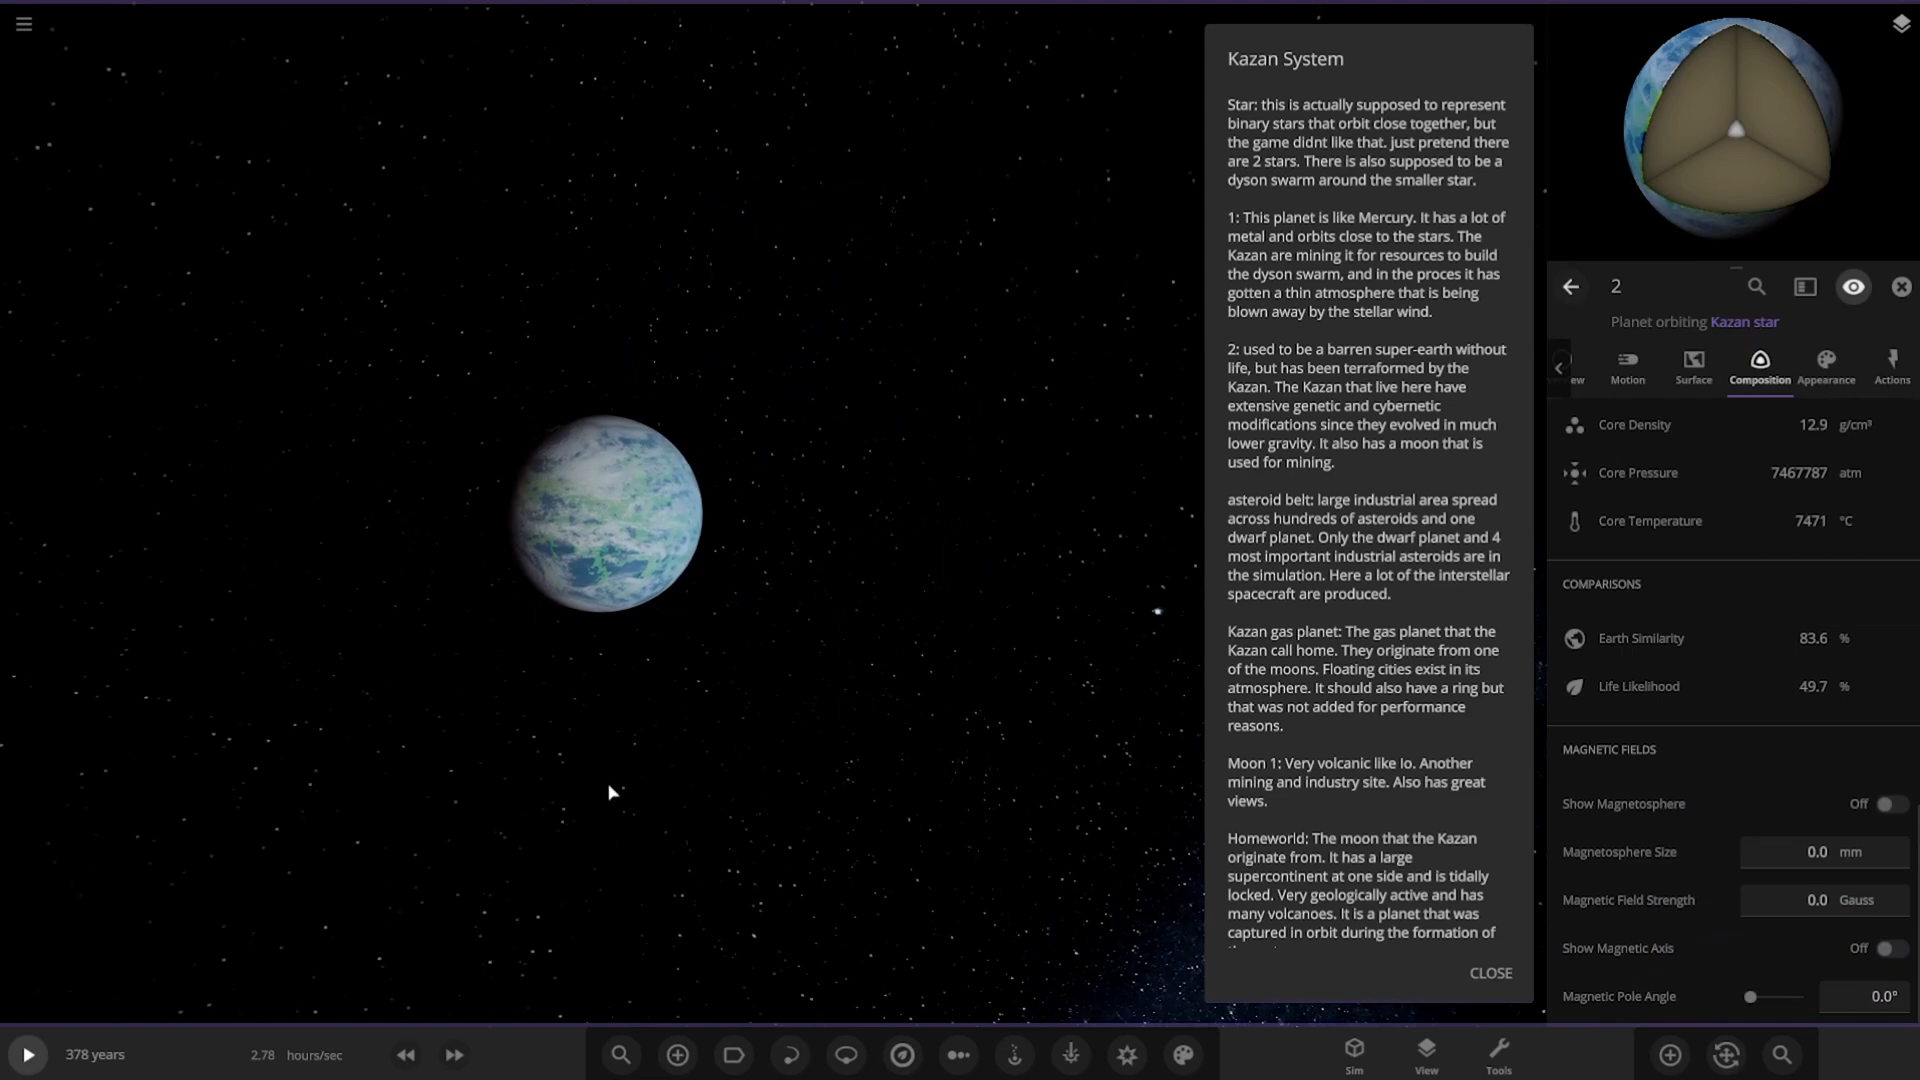 Kazan System
Star: this is actually supposed to represent
binary stars that orbit close together, but
the game didnt like that. Just pretend there
are 2 stars. There is also supposed to be a
dyson swarm around the smaller star.
1: This planet is like Mercury. It has a lot of
metal and orbits close to the stars. The
Kazan are mining it for resources to build
the dyson swarm, and in the proces it has
gotten a thin atmosphere that is being
blown away by the stellar wind.
2: used to be a barren super-earth without
life, but has been terraformed by the
Kazan. The Kazan that live here have
extensive genetic and cybernetic
modifications since they evolved in much
lower gravity. It also has a moon that is
used for mining.
asteroid belt: large industrial area spread
across hundreds of asteroids and one
dwarf planet. Only the dwarf planet and 4
most important industrial asteroids are in
the simulation. Here a lot of the interstellar
spacecraft are produced.
Kazan gas planet: The gas planet that the
Kazan call home. They originate from one
of the moons. Floating cities exist in its
atmosphere. It should also have a ring but
that was not added for performance
reasons.
Moon 1: Very volcanic like Io. Another
mining and industry site. Also has great
views.
Homeworld: The moon that the Kazan
originate from. It has a large
supercontinent at one side and is tidally
locked. Very geologically active and has
many volcanoes. It is a planet that was
captured in orbit during the formation of
CLOSE
2
Planet orbiting Kazan star
ew Motion Surface Composition Appearance Actions
Core Density 12.9 g/cm³
Core Pressure 7467787 atm
Core Temperature 7471 °C
COMPARISONS
Earth Similarity 83.6 %
Life Likelihood 49.7 %
MAGNETIC FIELDS
Show Magnetosphere Off
Magnetosphere Size 0.0 mm
Magnetic Field Strength 0.0 Gauss
Show Magnetic Axis Off
Magnetic Pole Angle 0.0°
378 years 2.78 hours/sec
Sim View Tools